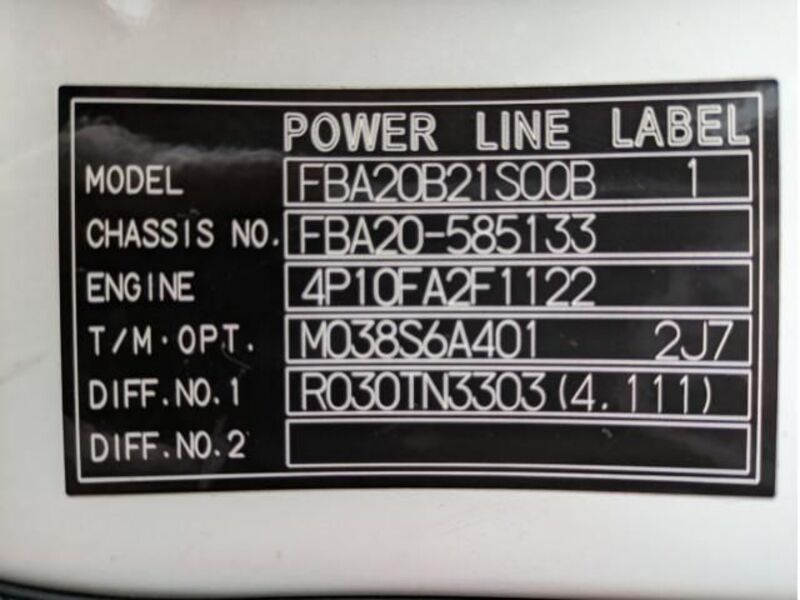 POWER LINE LABEL
MODEL FBA20B21S00B 1
CHASSIS NO. FBA20-585133
ENGINE 4P10FA2F1122
T/M·OPT. M038S6A401 2J7
DIFF.NO.1 R030TN3303(4.111)
DIFF.NO.2